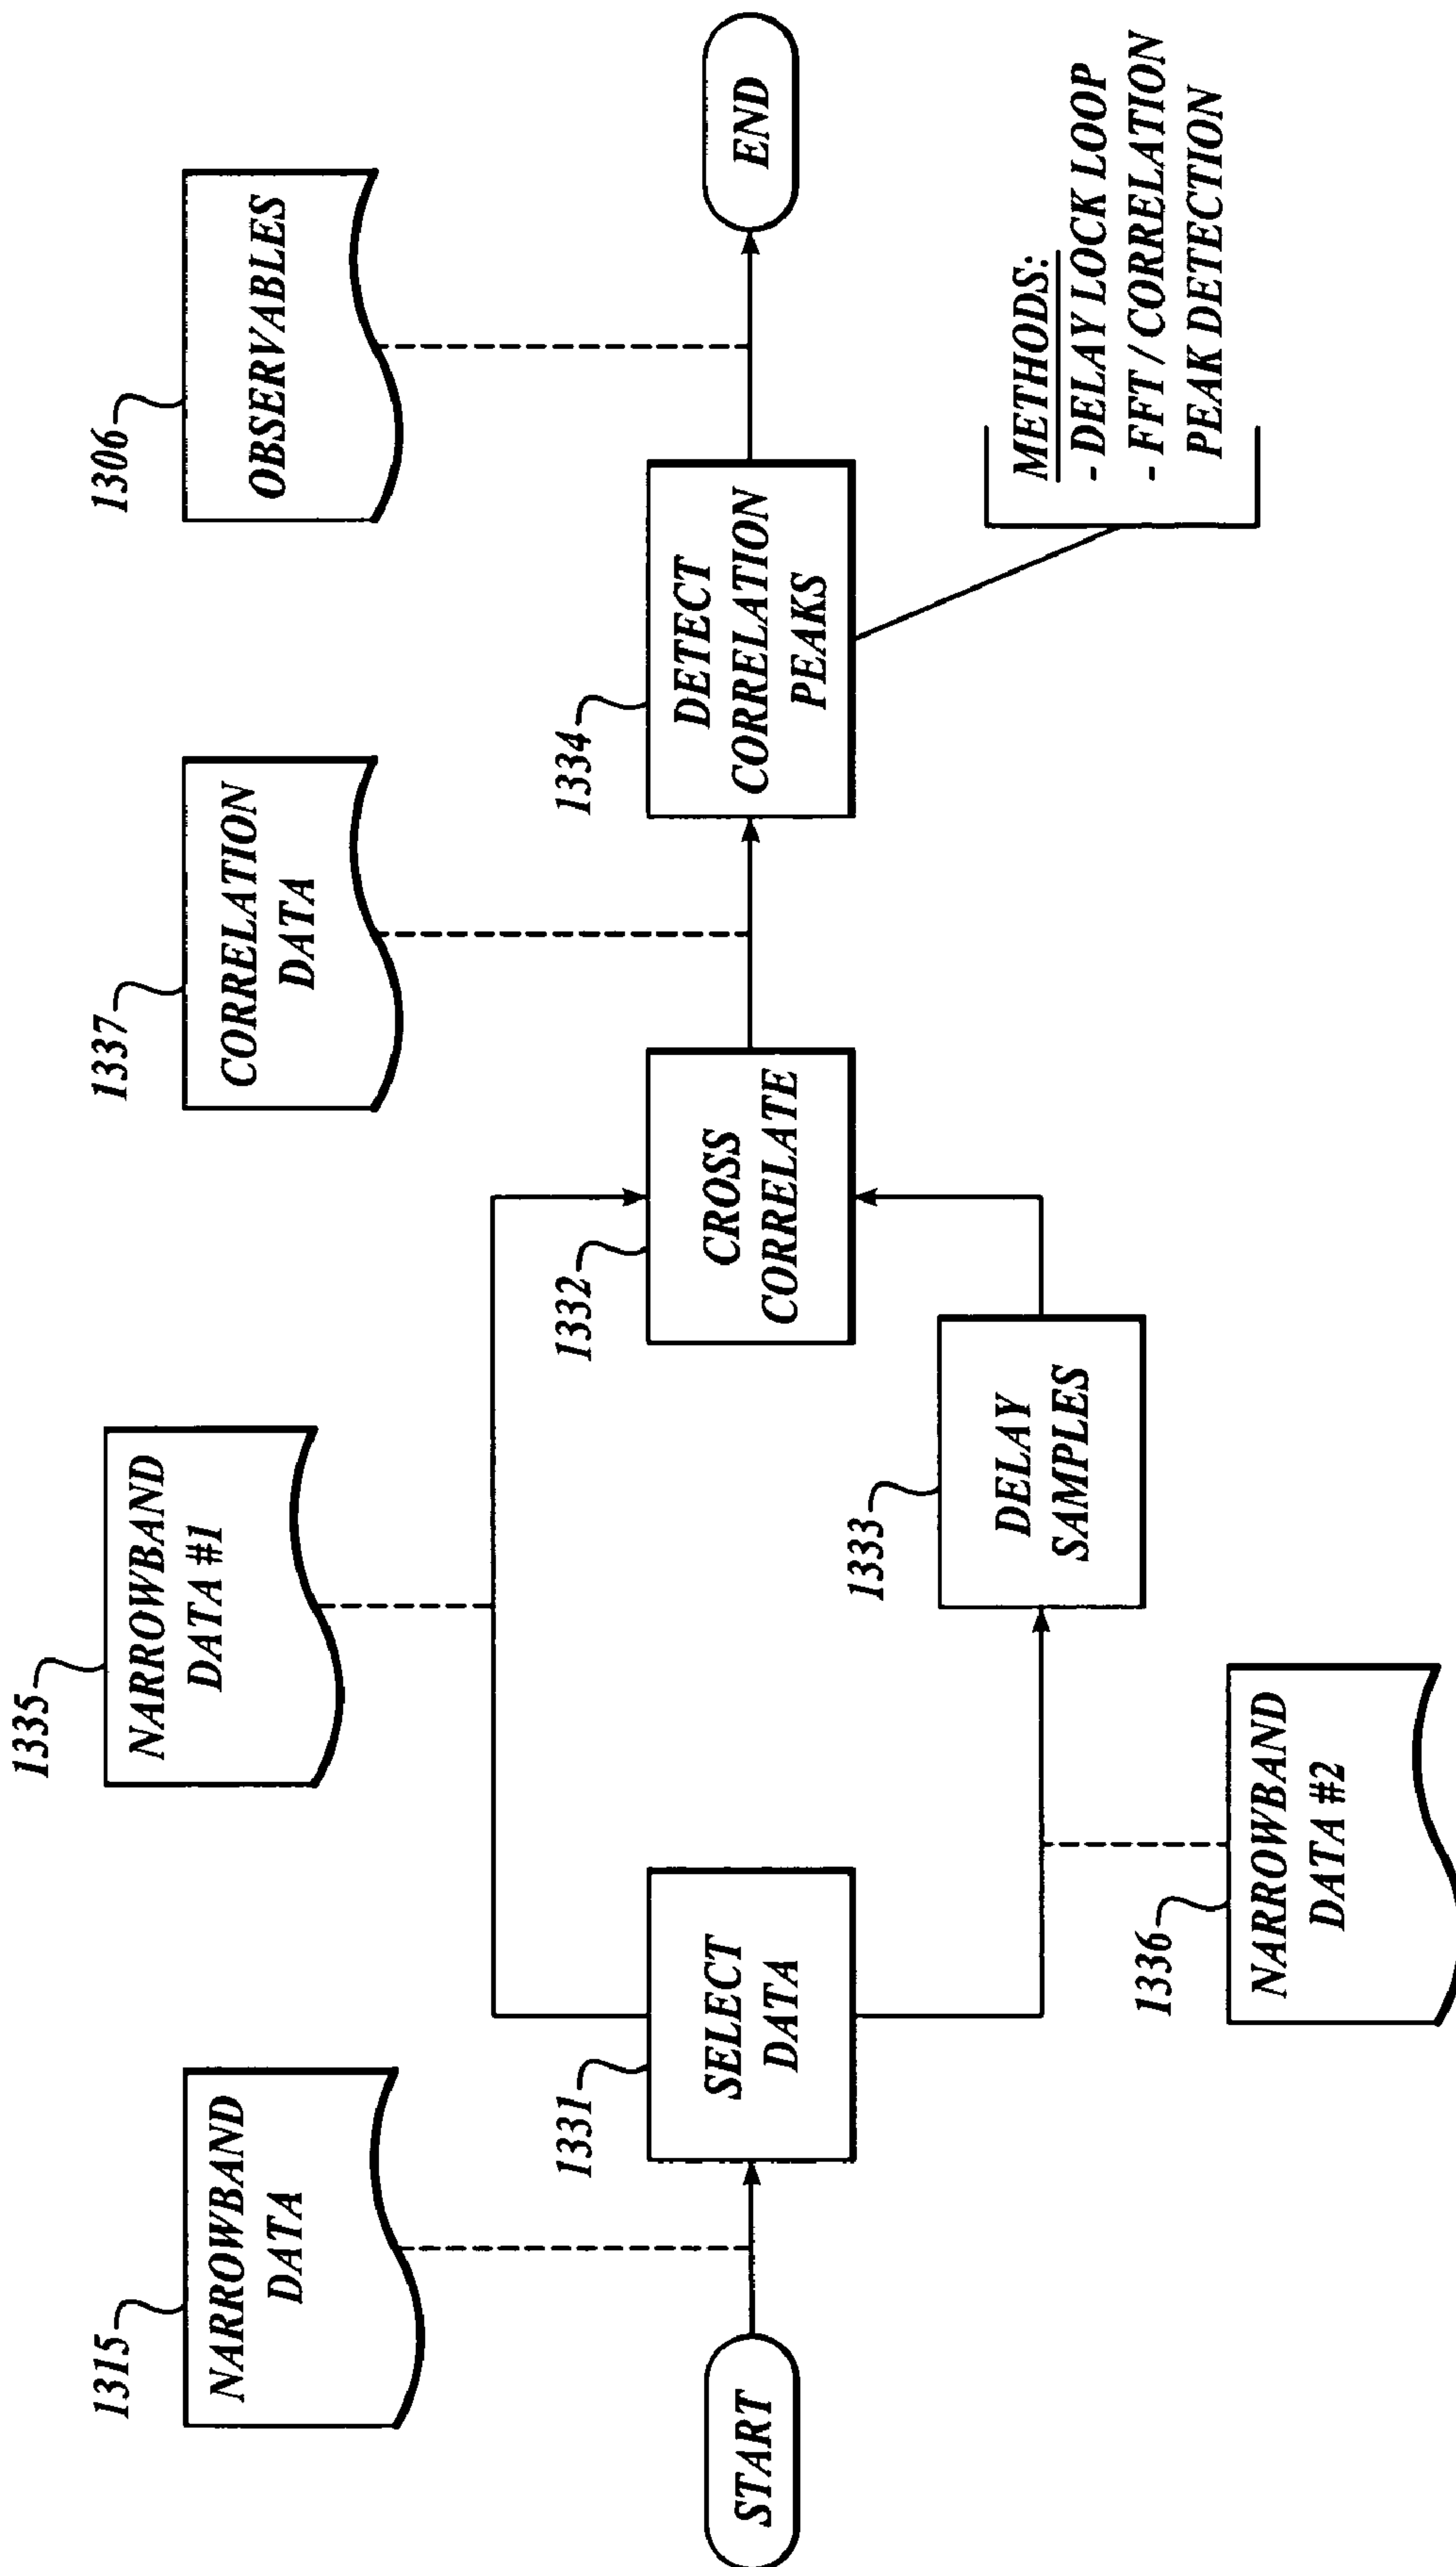 1315
NARROWBAND
DATA
START
1331
SELECT
DATA
1335
NARROWBAND
DATA #1
1336
NARROWBAND
DATA #2
1333
DELAY
SAMPLES
1332
CROSS
CORRELATE
1337
CORRELATION
DATA
1334
DETECT
CORRELATION
PEAKS
METHODS:
- DELAY LOCK LOOP
- FFT / CORRELATION
PEAK DETECTION
1306
OBSERVABLES
END